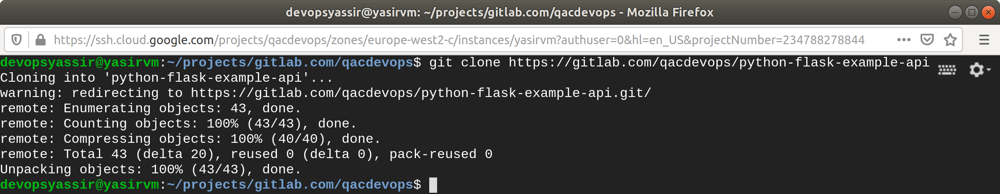 devopsyassir@yasirvm: ~/projects/gitlab.com/qacdevops - Mozilla Firefox
https://ssh.cloud.google.com/projects/qacdevops/zones/europe-west2-c/instances/yasirvm?authuser=0&hl=en_US&projectNumber=234788278844
devopsyassir@yasirvm:~/projects/gitlab.com/qacdevops$ git clone https://gitlab.com/qacdevops/python-flask-example-api
Cloning into 'python-flask-example-api'...
warning: redirecting to https://gitlab.com/qacdevops/python-flask-example-api.git/
remote: Enumerating objects: 43, done.
remote: Counting objects: 100% (43/43), done.
remote: Compressing objects: 100% (40/40), done.
remote: Total 43 (delta 20), reused 0 (delta 0), pack-reused 0
Unpacking objects: 100% (43/43), done.
devopsyassir@yasirvm:~/projects/gitlab.com/qacdevops$